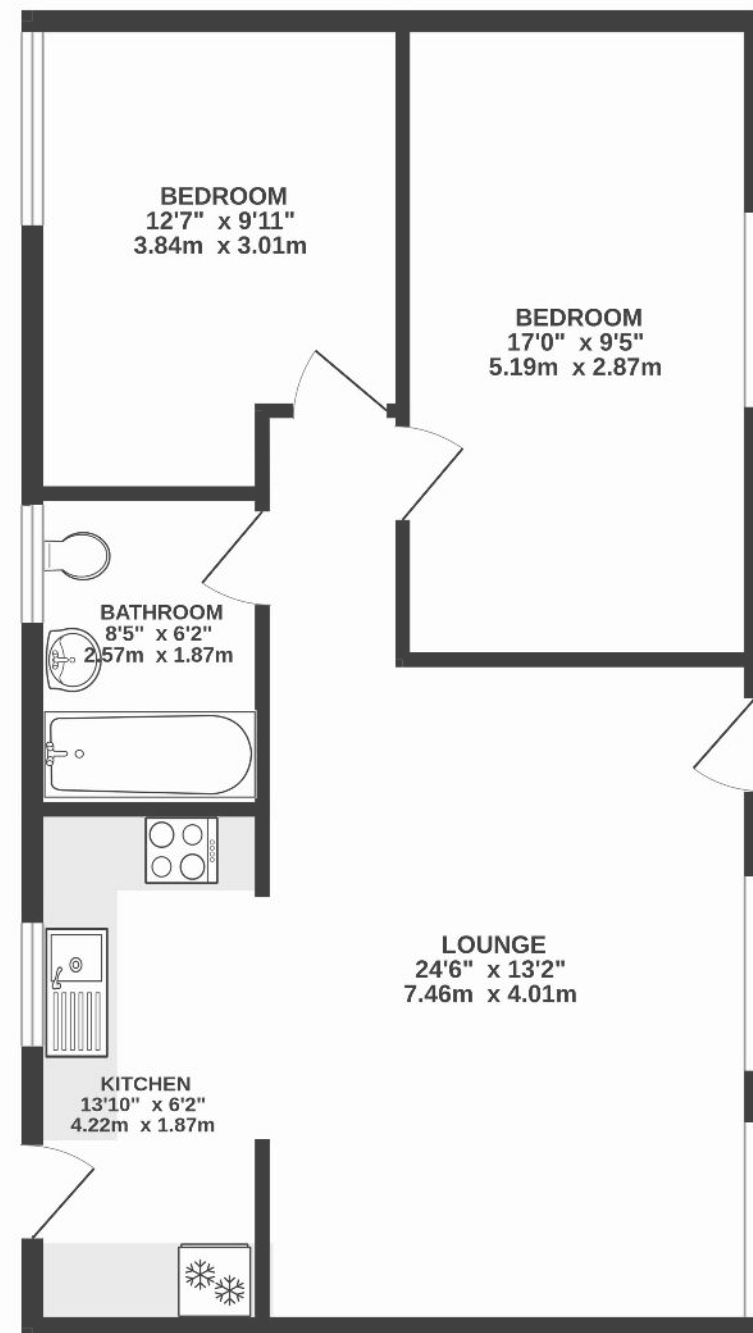 BEDROOM
12'7" x 9'11"
3.84m x 3.01m
BEDROOM
17'0" x 9'5"
5.19m x 2.87m
BATHROOM
8'5" x 6'2"
2.57m x 1.87m
LOUNGE
24'6" x 13'2"
7.46m x 4.01m
KITCHEN
13'10" x 6'2"
4.22m x 1.87m